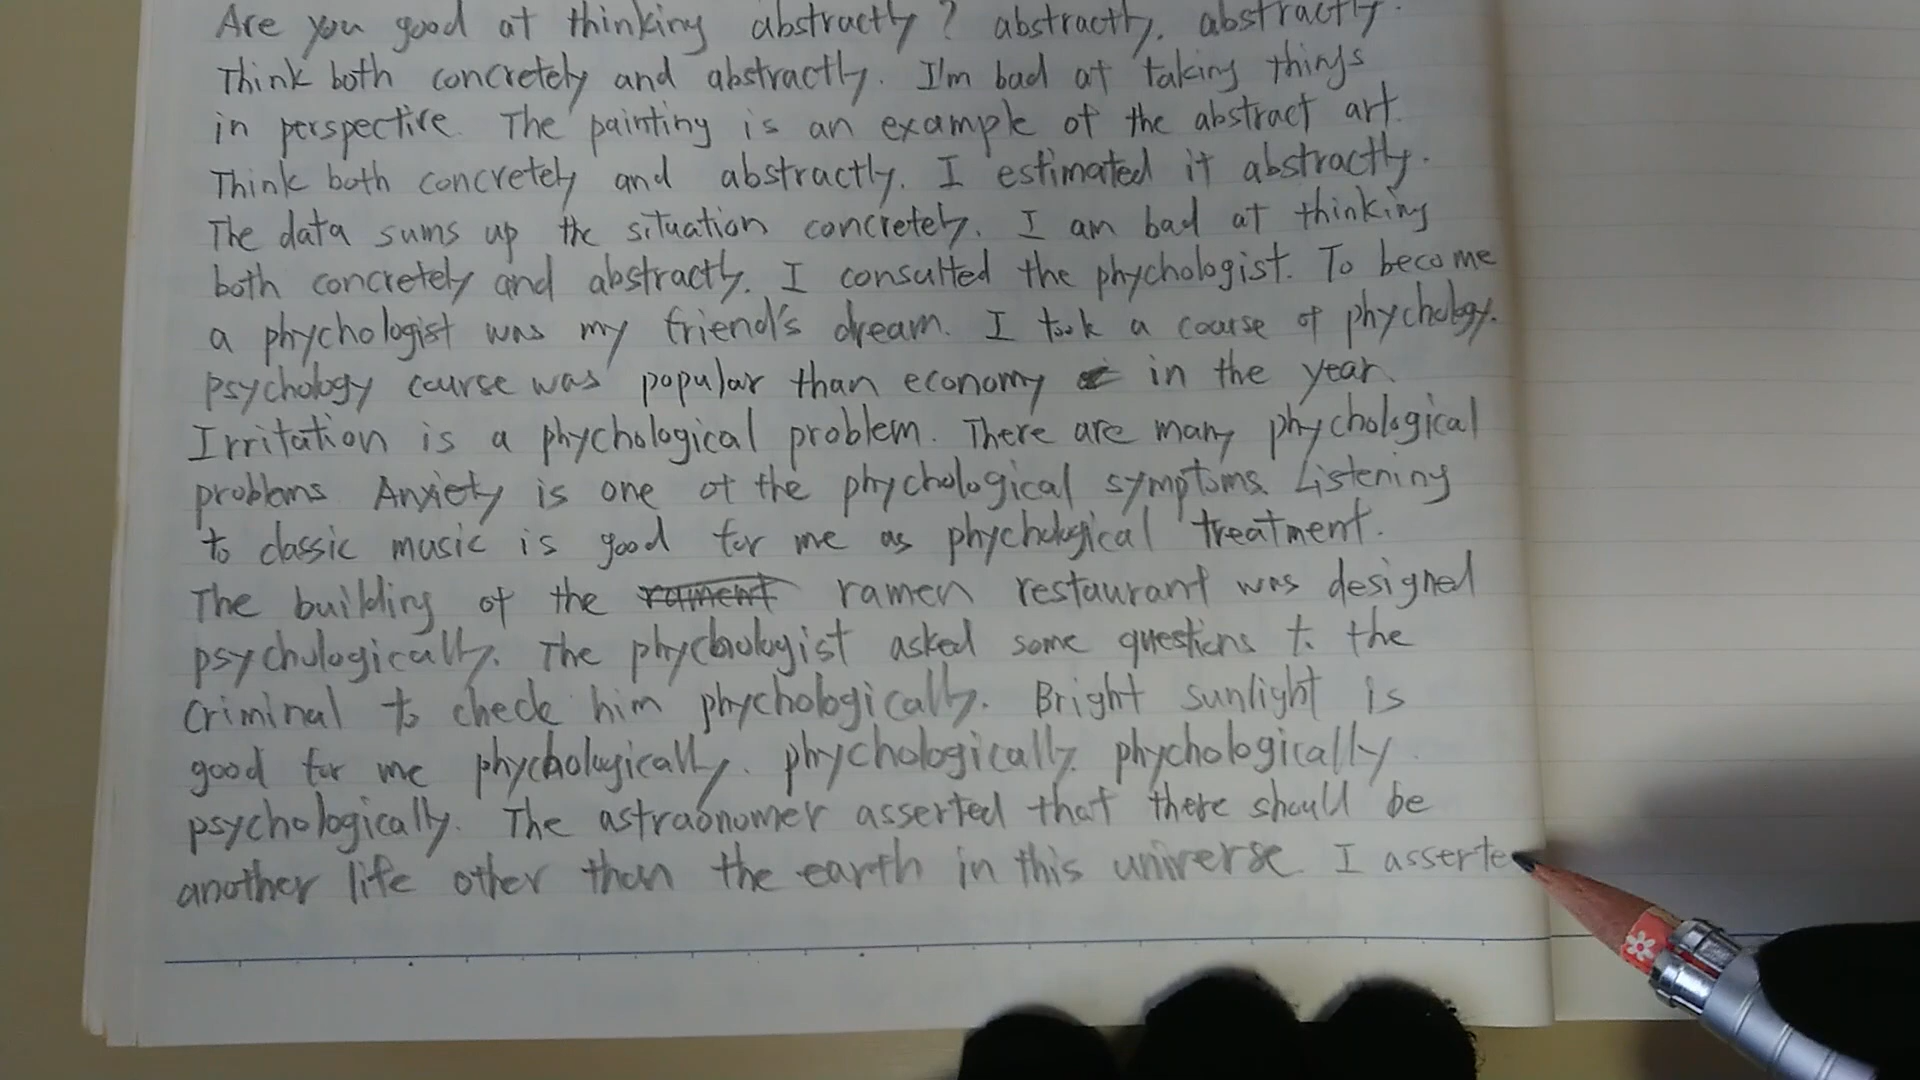 Are you good at thinking abstractly? abstractly. abstractly.
Think both concretely and abstractly. I'm bad at taking things
in perspective. The painting is an example of the abstract art.
Think both concretely and abstractly. I estimated it abstractly.
The data sums up the situation concretely. I am bad at thinking
both concretely and abstractly. I consulted the phychologist. To become
a phychologist was my friend's dream. I took a course of phychology.
psychology course was popular than economy in the year.
Irritation is a phychological problem. There are many phychological
problems Anxiety is one of the phychological symptoms. Listening
to classic music is good for me as phychological treatment.
The building of the rament ramen restaurant was designed
psychologically. The phychologist asked some questions to the
criminal to check him phychologically. Bright sunlight is
good for me phychologically. phychologically. phychologically.
psychologically. The astraonomer asserted that there should be
another life other than the earth in this universe. I asserte